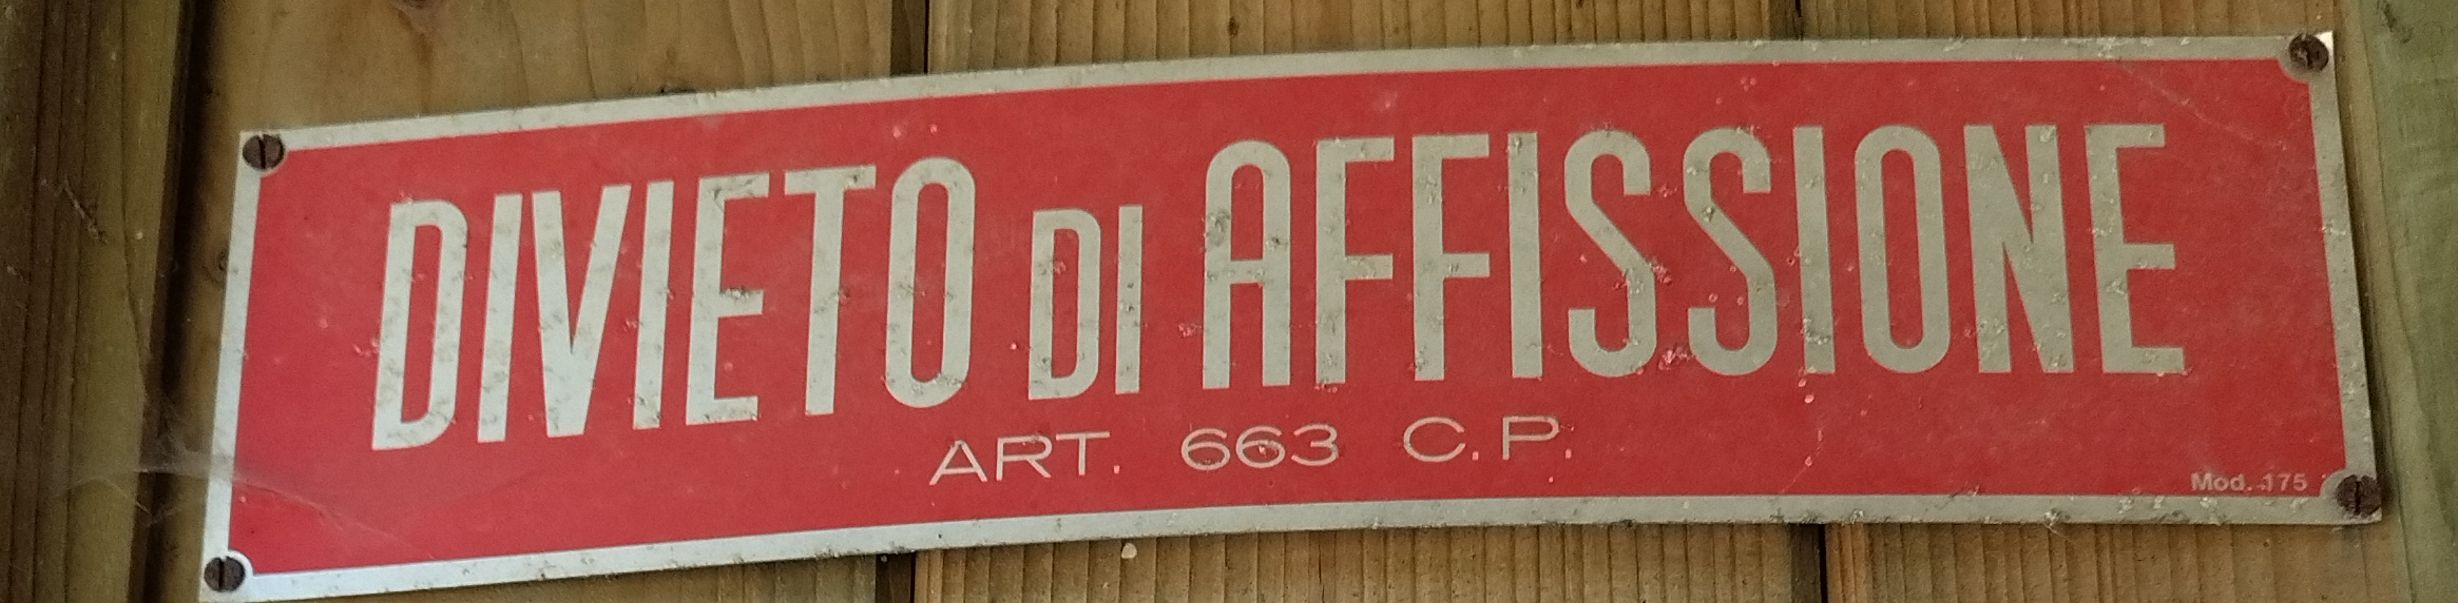 DIVIETO DI AFFISSIONE
ART. 663 C.P.
Mod. 175